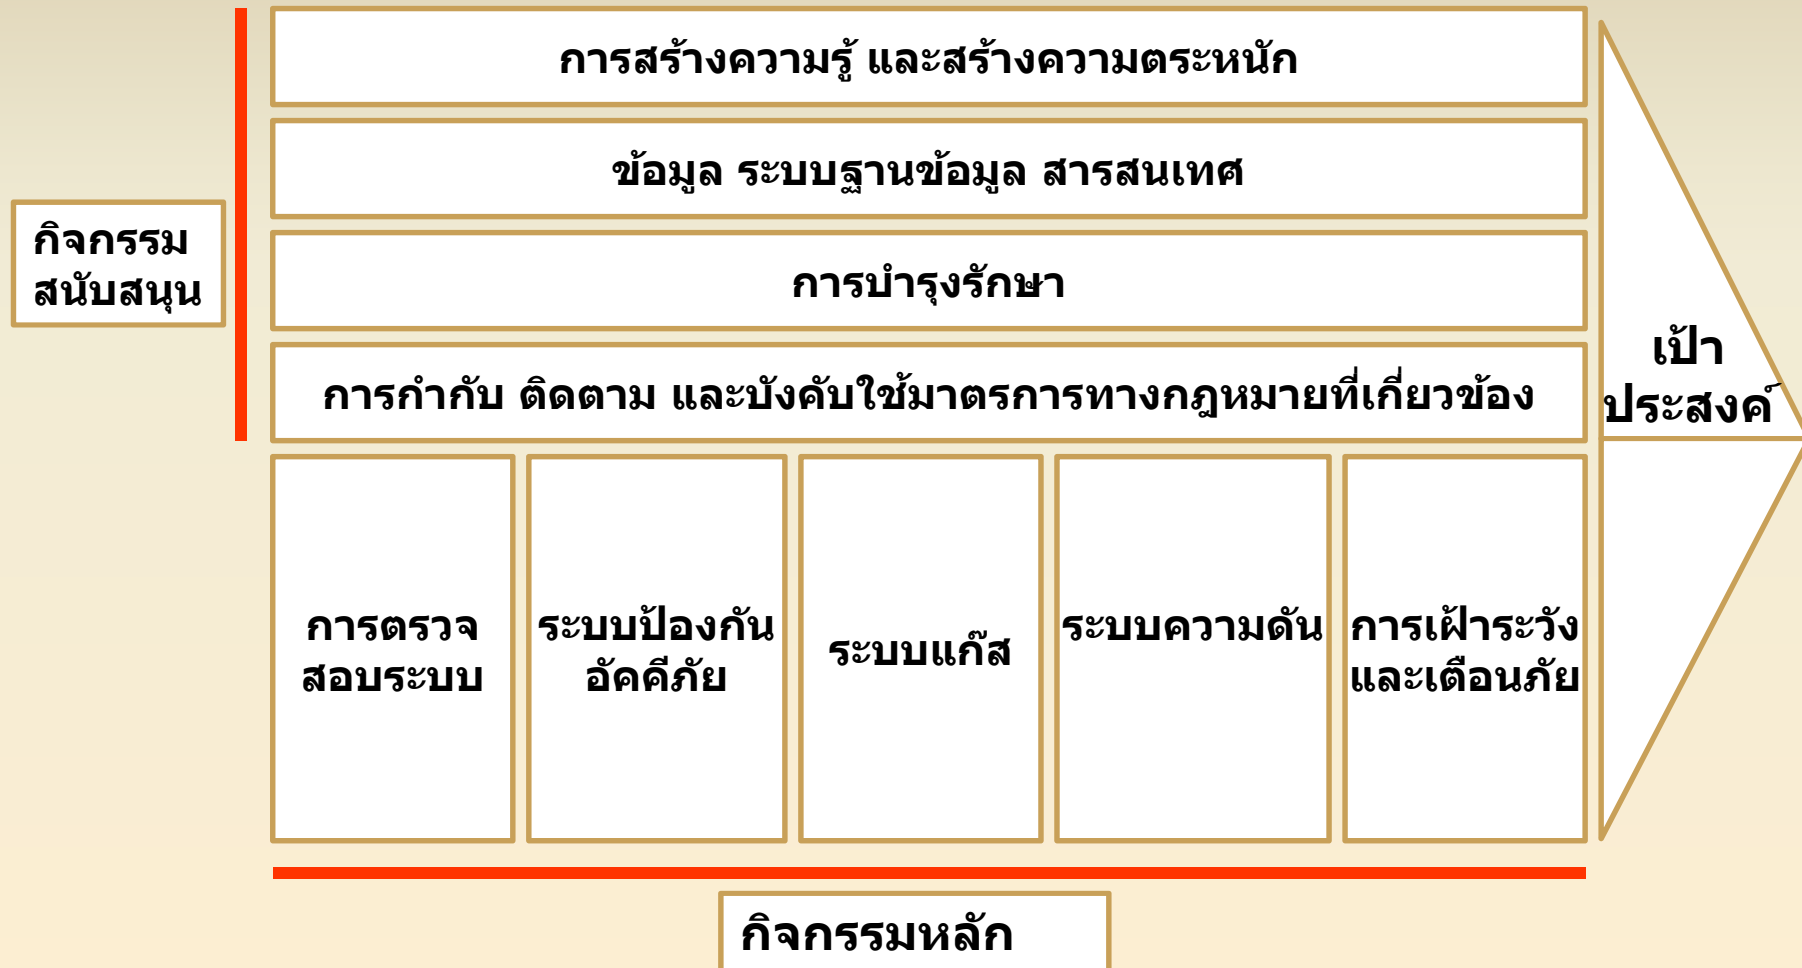 การสร้างความรู้ และสร้างความตระหนัก
ข้อมูล ระบบฐานข้อมูล สารสนเทศ
กิจกรรม
สนับสนุน
การบำรุงรักษา
การกำกับ ติดตาม และบังคับใช้มาตรการทางกฎหมายที่เกี่ยวข้อง
เป้า
ประสงค์
การตรวจ
สอบระบบ
ระบบป้องกัน
อัคคีภัย
ระบบแก๊ส
ระบบความดัน
การเฝ้าระวัง
และเตือนภัย
กิจกรรมหลัก